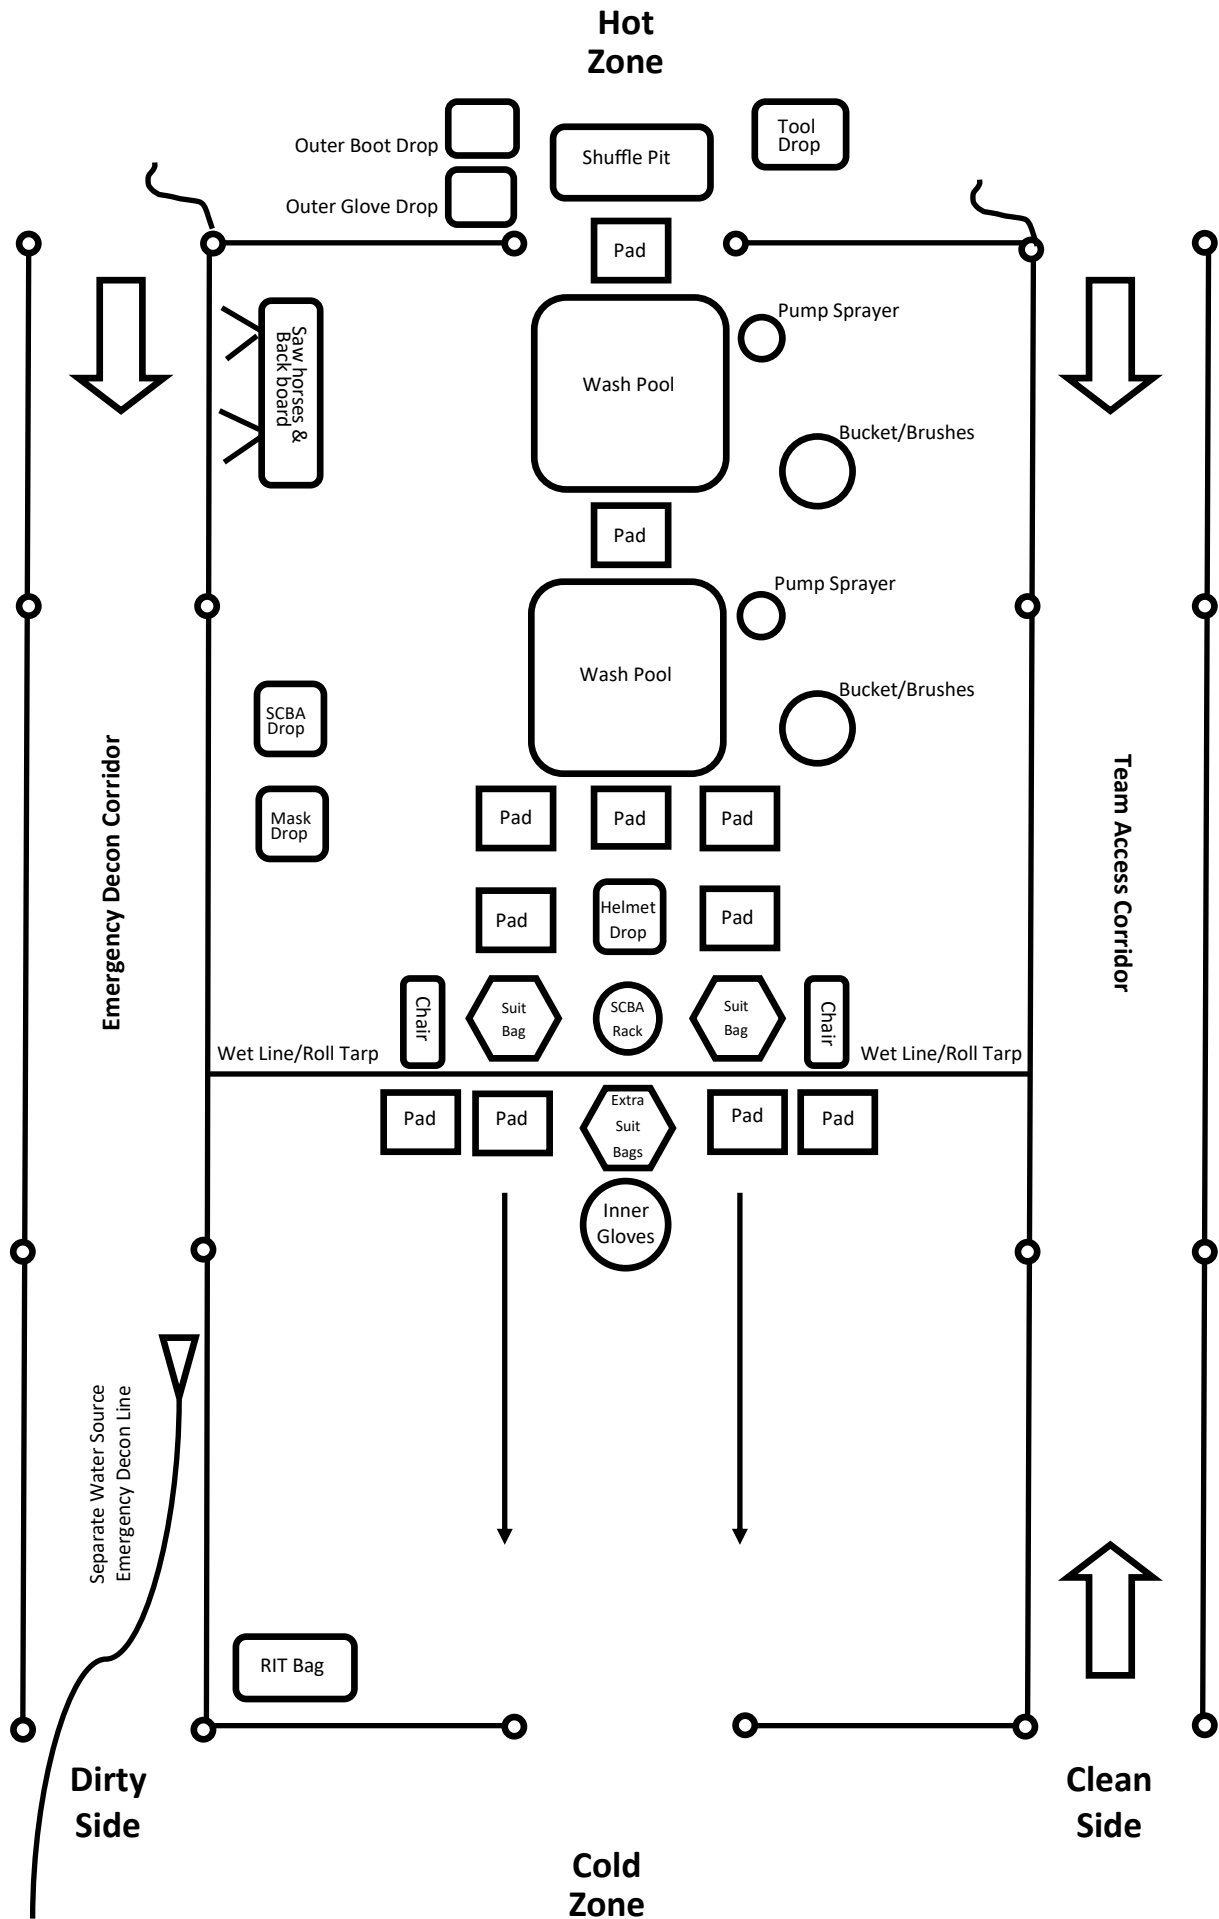 Hot
Zone
Tool
Drop
Outer Boot Drop
Shuffle Pit
Outer Glove Drop
Pad
Pump Sprayer
Saw horses &
Back board
Wash Pool
Bucket/Brushes
Pad
Pump Sprayer
Wash Pool
Bucket/Brushes
SCBA
Drop
Emergency Decon Corridor
Team Access Corridor
Mask
Drop
Pad
Pad
Pad
Pad
Helmet
Drop
Pad
Chair
Suit
Bag
SCBA
Rack
Suit
Bag
Chair
Wet Line/Roll Tarp
Wet Line/Roll Tarp
Pad
Pad
Extra
Suit
Bags
Pad
Pad
Inner
Gloves
Separate Water Source
Emergency Decon Line
RIT Bag
Dirty
Side
Clean
Side
Cold
Zone